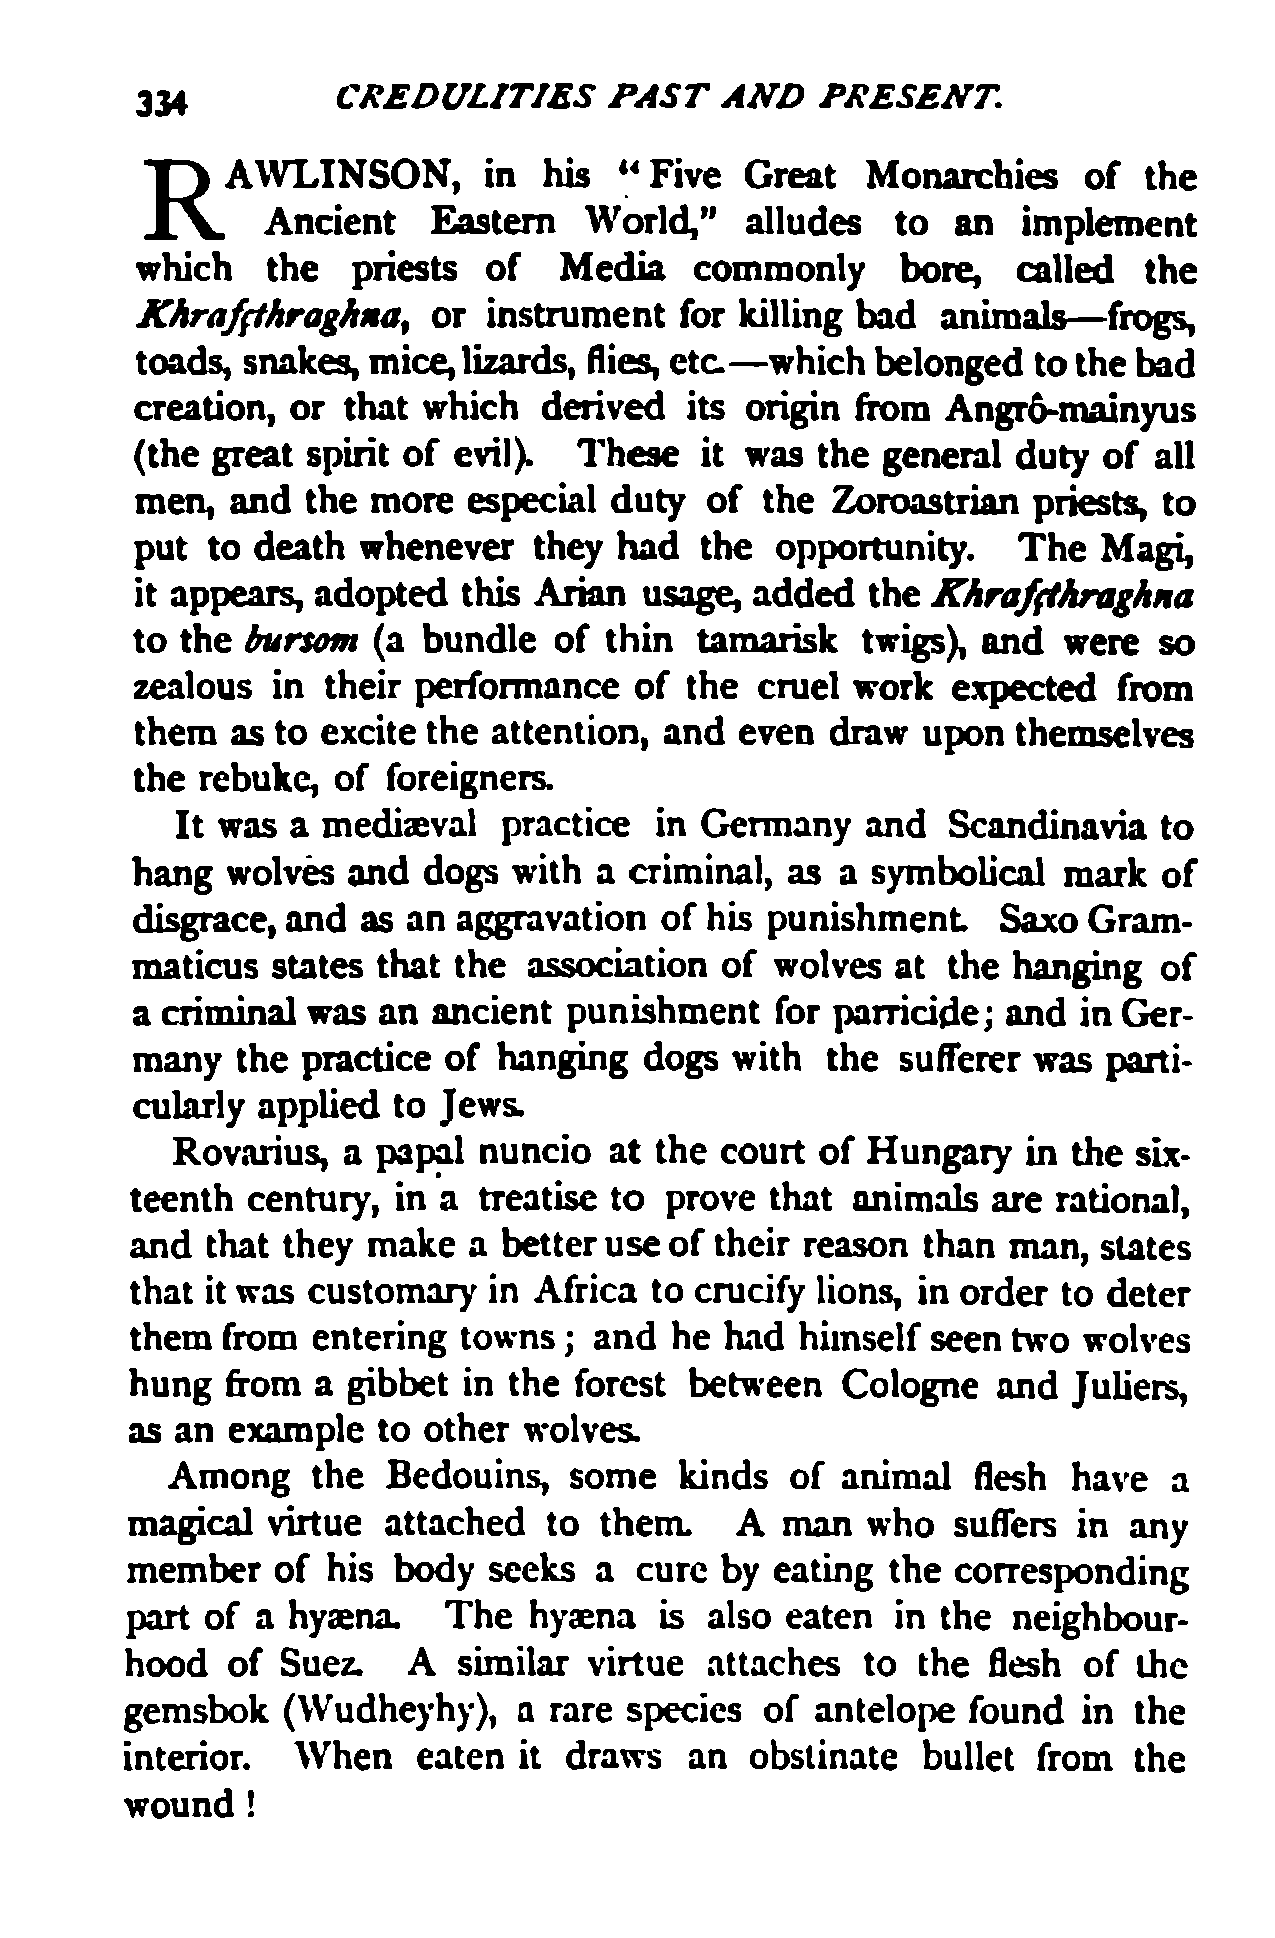 334 CREDULITIES PAST AND PRESENT.
RAWLINSON, in his “Five Great Monarchies of the
Ancient Eastern World,” alludes to an implement
which the priests of Media commonly bore, called the
Khrafçthraghna, or instrument for killing bad animals—frogs,
toads, snakes, mice, lizards, flies, etc.—which belonged to the bad
creation, or that which derived its origin from Angrô-mainyus
(the great spirit of evil). These it was the general duty of all
men, and the more especial duty of the Zoroastrian priests, to
put to death whenever they had the opportunity. The Magi,
it appears, adopted this Arian usage, added the Khrafçthraghna
to the bursom (a bundle of thin tamarisk twigs), and were so
zealous in their performance of the cruel work expected from
them as to excite the attention, and even draw upon themselves
the rebuke, of foreigners.
It was a mediæval practice in Germany and Scandinavia to
hang wolves and dogs with a criminal, as a symbolical mark of
disgrace, and as an aggravation of his punishment. Saxo Gram-
maticus states that the association of wolves at the hanging of
a criminal was an ancient punishment for parricide; and in Ger-
many the practice of hanging dogs with the sufferer was parti-
cularly applied to Jews.
Rovarius, a papal nuncio at the court of Hungary in the six-
teenth century, in a treatise to prove that animals are rational,
and that they make a better use of their reason than man, states
that it was customary in Africa to crucify lions, in order to deter
them from entering towns; and he had himself seen two wolves
hung from a gibbet in the forest between Cologne and Juliers,
as an example to other wolves.
Among the Bedouins, some kinds of animal flesh have a
magical virtue attached to them. A man who suffers in any
member of his body seeks a cure by eating the corresponding
part of a hyæna. The hyæna is also eaten in the neighbour-
hood of Suez. A similar virtue attaches to the flesh of the
gemsbok (Wudheyhy), a rare species of antelope found in the
interior. When eaten it draws an obstinate bullet from the
wound!